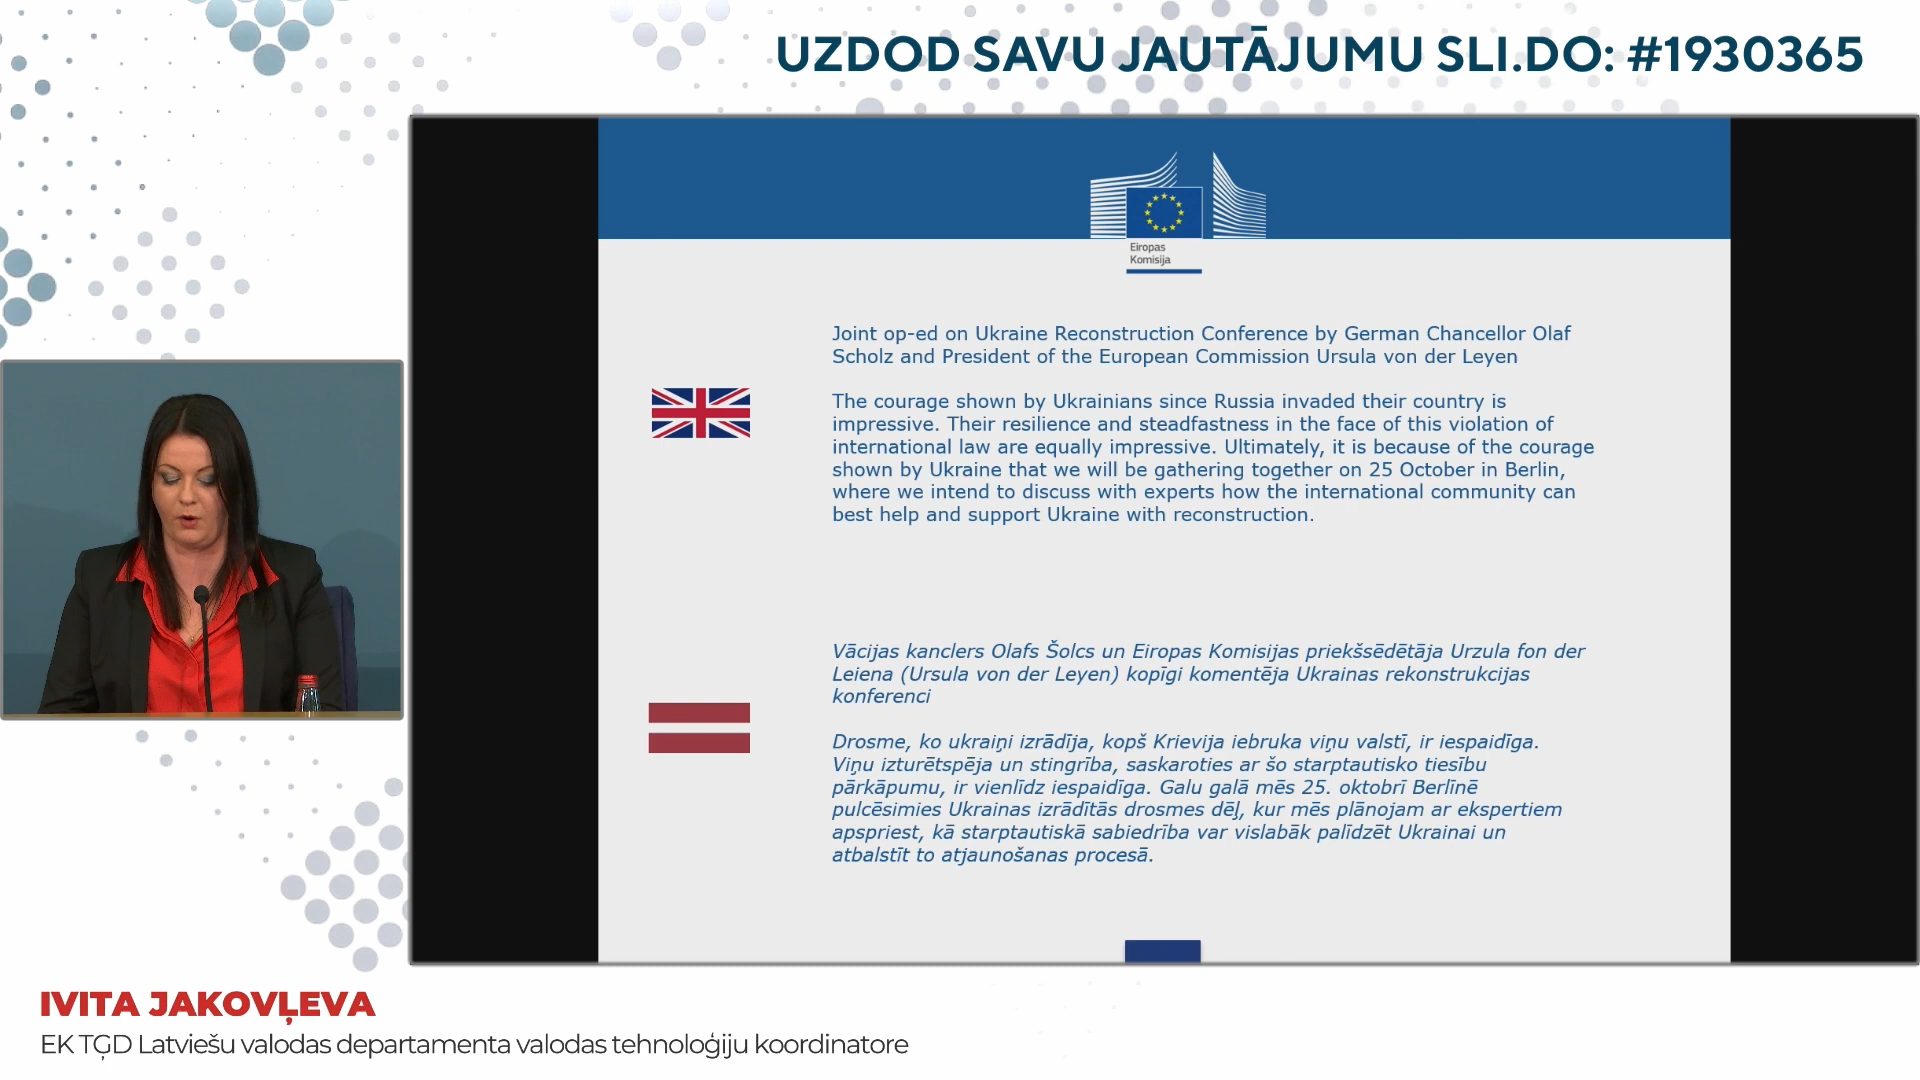 UZDOD SAVU JAUTĀJUMU SLI.DO: #1930365
Eiropas
Komisija
Joint op-ed on Ukraine Reconstruction Conference by German Chancellor Olaf
Scholz and President of the European Commission Ursula von der Leyen
The courage shown by Ukrainians since Russia invaded their country is
impressive. Their resilience and steadfastness in the face of this violation of
international law are equally impressive. Ultimately, it is because of the courage
shown by Ukraine that we will be gathering together on 25 October in Berlin,
where we intend to discuss with experts how the international community can
best help and support Ukraine with reconstruction.
Vācijas kanclers Olafs Šolcs un Eiropas Komisijas priekšsēdētāja Urzula fon der
Leiena (Ursula von der Leyen) kopīgi komentēja Ukrainas rekonstrukcijas
konferenci
Drosme, ko ukraiņi izrādīja, kopš Krievija iebruka viņu valstī, ir iespaidīga.
Viņu izturētspēja un stingrība, saskaroties ar šo starptautisko tiesību
pārkāpumu, ir vienlīdz iespaidīga. Galu galā mēs 25. oktobrī Berlīnē
pulcēsimies Ukrainas izrādītās drosmes dēļ, kur mēs plānojam ar ekspertiem
apspriest, kā starptautiskā sabiedrība var vislabāk palīdzēt Ukrainai un
atbalstīt to atjaunošanas procesā.
IVITA JAKOVĻEVA
EK TĢD Latviešu valodas departamenta valodas tehnoloģiju koordinatore